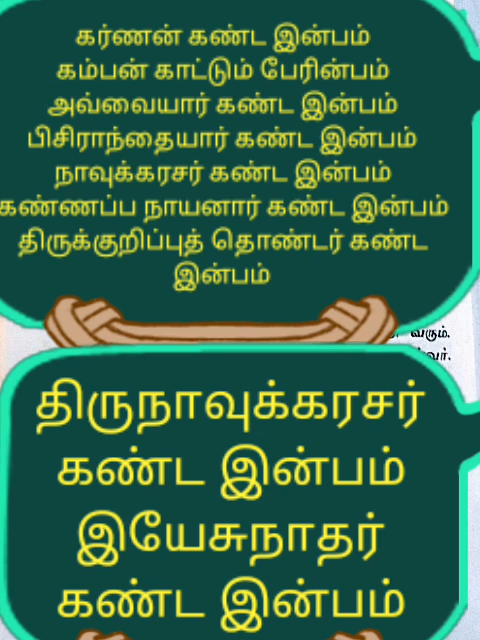 கர்ணன் கண்ட இன்பம்
கம்பன் காட்டும் பேரின்பம்
அவ்வையார் கண்ட இன்பம்
பிசிராந்தையார் கண்ட இன்பம்
நாவுக்கரசர் கண்ட இன்பம்
கண்ணப்ப நாயனார் கண்ட இன்பம்
திருக்குறிப்புத் தொண்டர் கண்ட
இன்பம்
வரும்.
திருநாவுக்கரசர்
கண்ட இன்பம்
இயேசுநாதர்
கண்ட இன்பம்